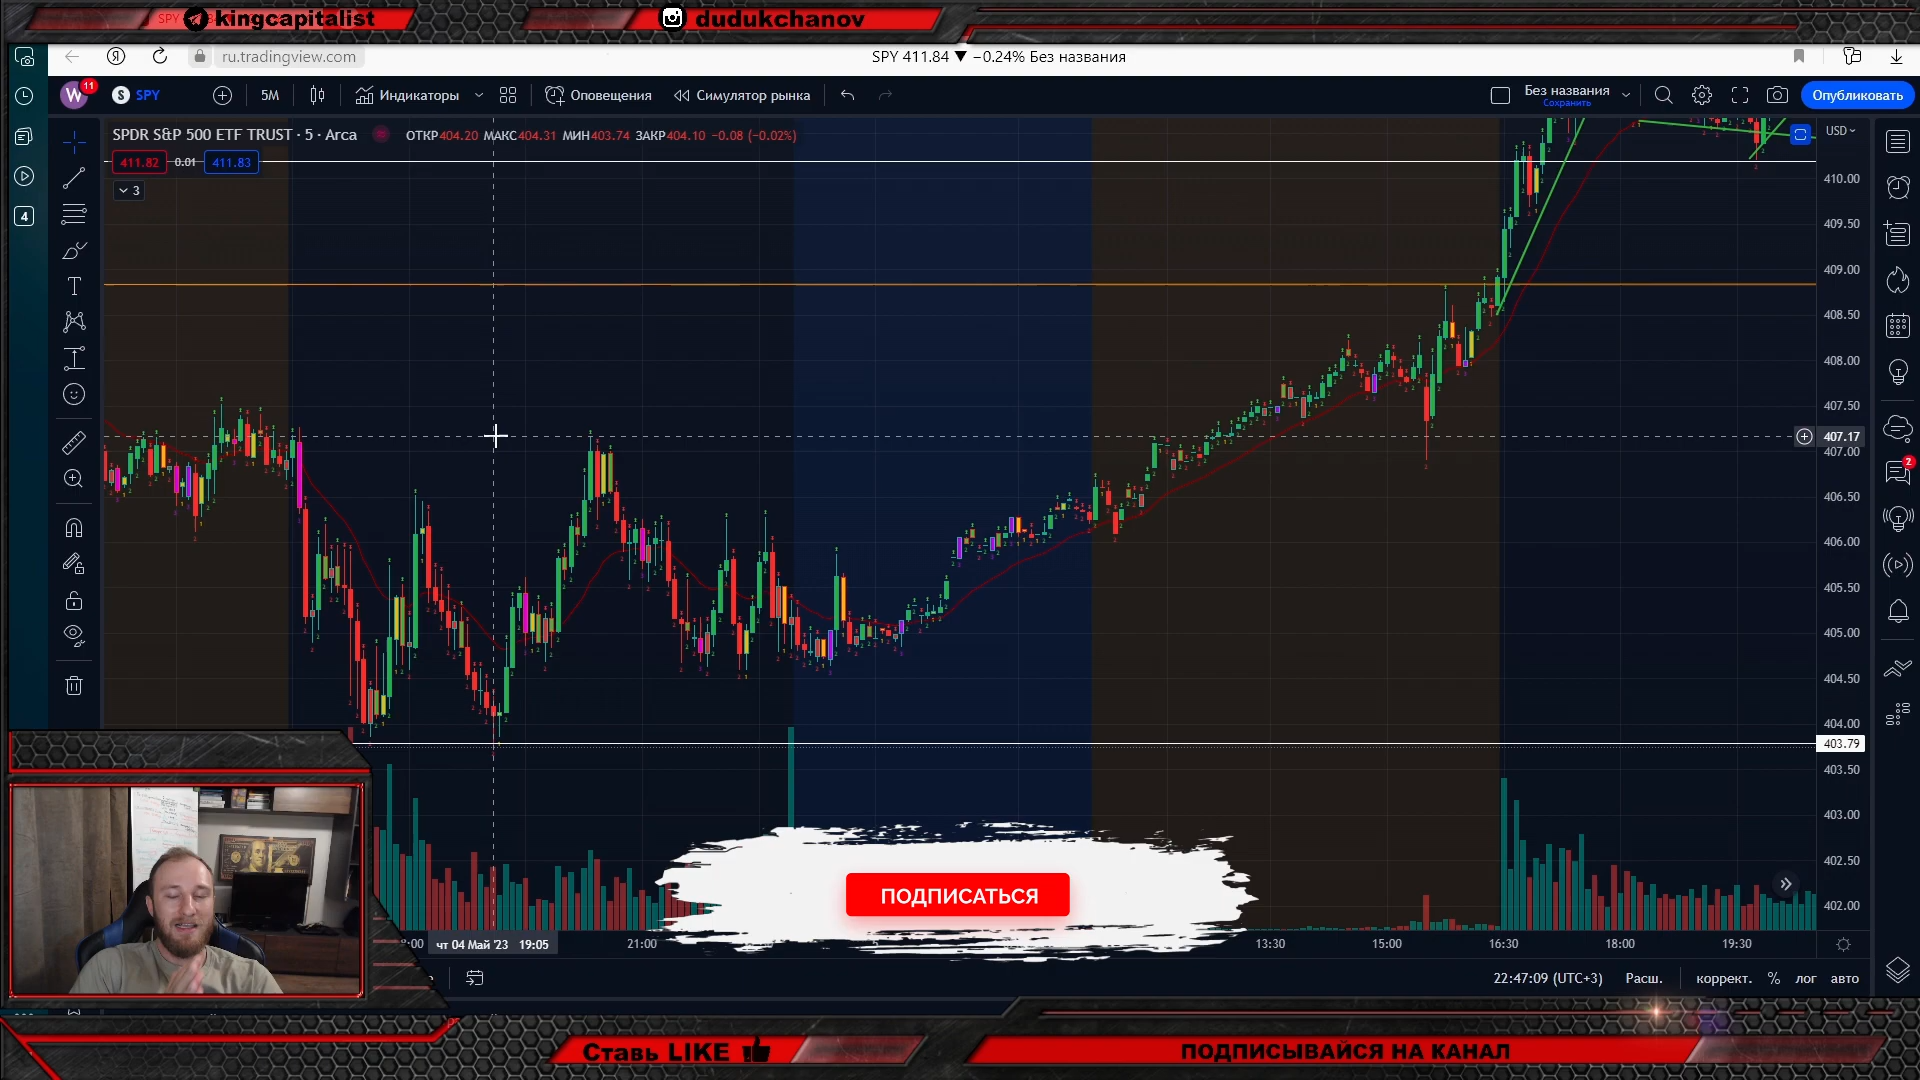 kingcapitalist
dudukchanov
ru.tradingview.com
SPY 411.84 ▼ −0.24% Без названия
W 11
S SPY
5М
Индикаторы
Оповещения
Симулятор рынка
Без названия
Сохранить
Опубликовать
SPDR S&P 500 ETF TRUST · 5 · Arca
ОТКР404.20 МАКС404.31 МИН403.74 ЗАКР404.10 −0.08 (−0.02%)
USD
411.82 0.01 411.83
3
4
410.00
409.50
409.00
408.50
408.00
407.50
407.17
407.00
406.50
406.00
405.50
405.00
404.50
404.00
403.79
403.50
403.00
402.50
402.00
2
ПОДПИСАТЬСЯ
чт 04 Май '23 19:05
21:00
13:30
15:00
16:30
18:00
19:30
22:47:09 (UTC+3)
Расш.
коррект.
%
лог
авто
Ставь LIKE
ПОДПИСЫВАЙСЯ НА КАНАЛ